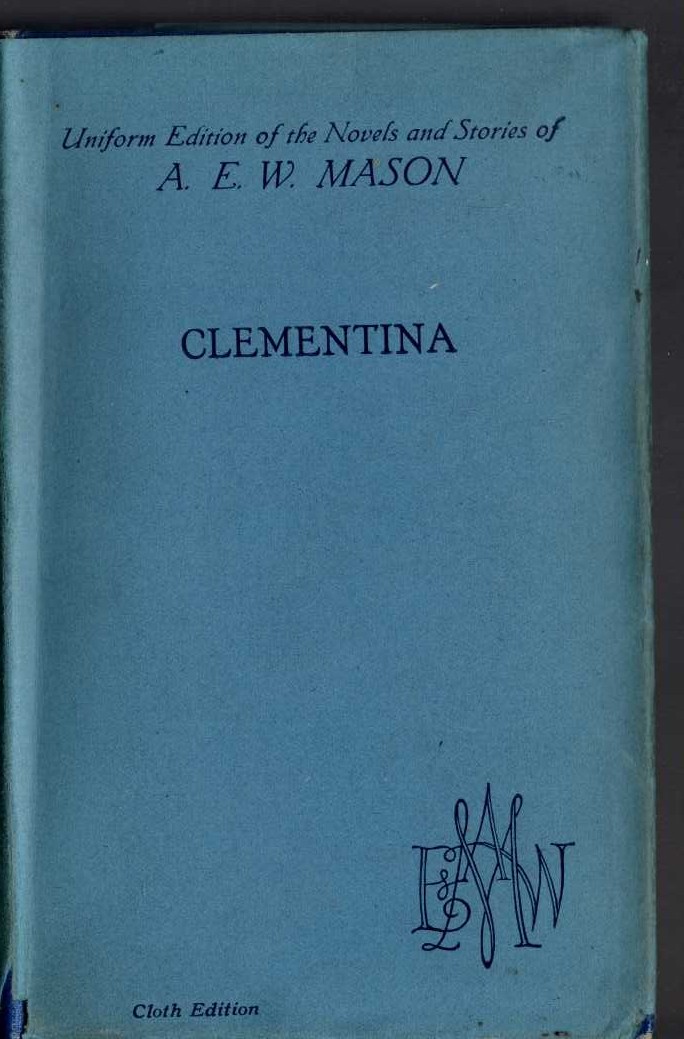 Uniform Edition of the Novels and Stories of
A. E. W. MASON
CLEMENTINA
Cloth Edition